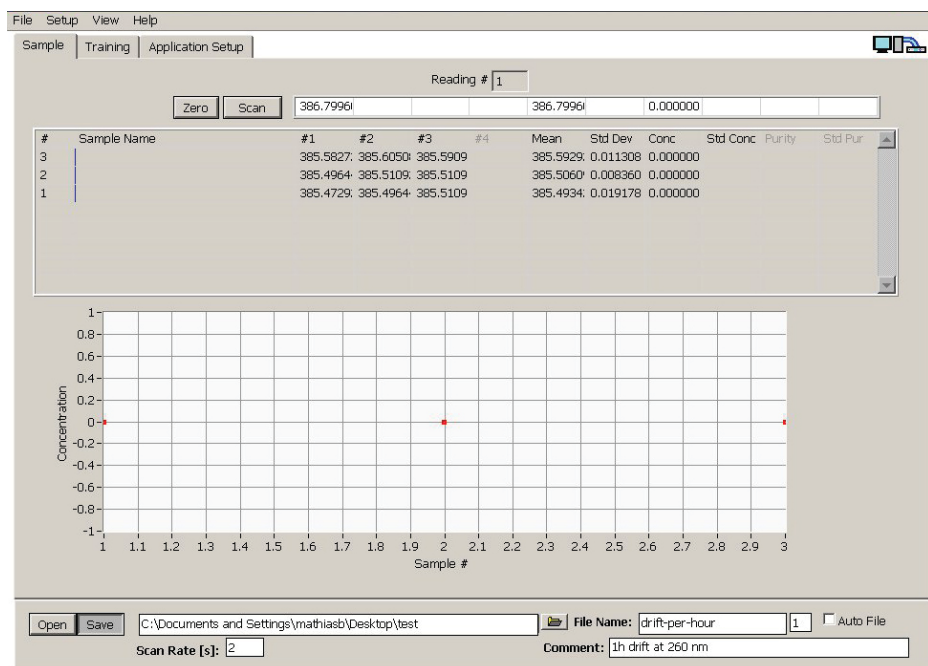 File Setup View Help
Sample Training Application Setup
Reading # 1
Zero Scan 386.7996 386.7996 0.000000
# Sample Name #1 #2 #3 #4 Mean Std Dev Conc Std Conc Purity Std Pur
3 385.5827 385.6050 385.5909 385.5929 0.011308 0.000000
2 385.4964 385.5109 385.5109 385.5060 0.008360 0.000000
1 385.4729 385.4964 385.5109 385.4934 0.019178 0.000000
1
0.8
0.6
0.4
0.2
0
-0.2
-0.4
-0.6
-0.8
-1
Concentration
1 1.1 1.2 1.3 1.4 1.5 1.6 1.7 1.8 1.9 2 2.1 2.2 2.3 2.4 2.5 2.6 2.7 2.8 2.9 3
Sample #
Open Save C:\Documents and Settings\mathiasb\Desktop\test File Name: drift-per-hour 1 Auto File
Scan Rate [s]: 2 Comment: 1h drift at 260 nm